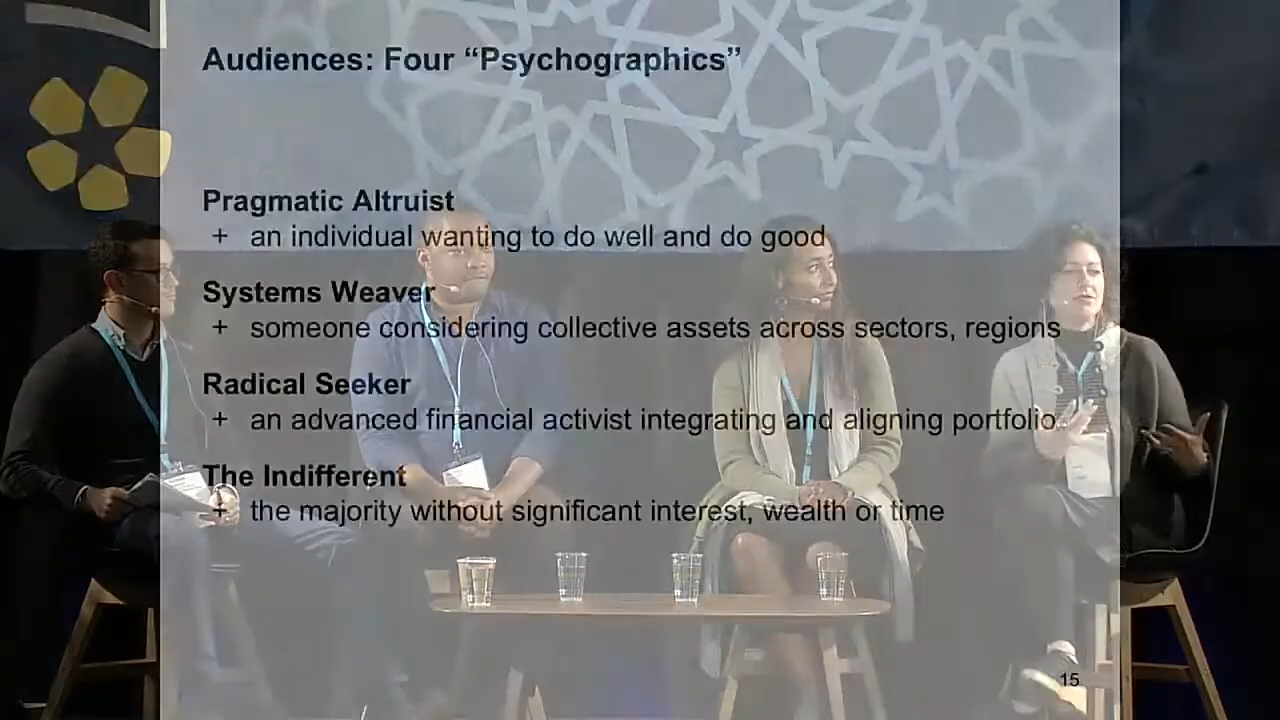 Audiences: Four “Psychographics”
Pragmatic Altruist
+ an individual wanting to do well and do good
Systems Weaver
+ someone considering collective assets across sectors, regions
Radical Seeker
+ an advanced financial activist integrating and aligning portfolio
The Indifferent
+ the majority without significant interest, wealth or time
15